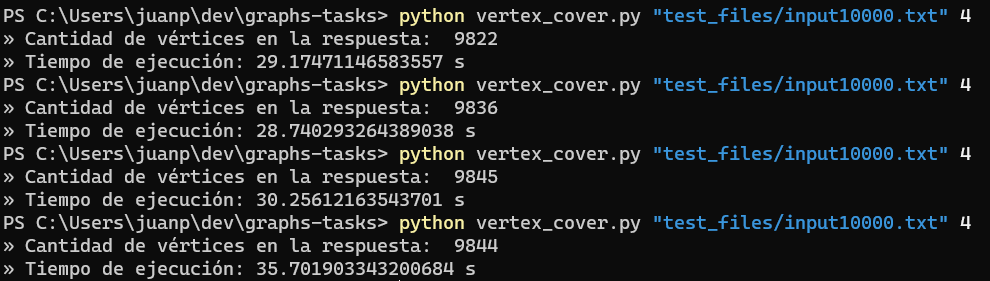 PS C:\Users\juanp\dev\graphs-tasks> python vertex_cover.py "test_files/input10000.txt" 4
» Cantidad de vértices en la respuesta:  9822
» Tiempo de ejecución: 29.17471146583557 s
PS C:\Users\juanp\dev\graphs-tasks> python vertex_cover.py "test_files/input10000.txt" 4
» Cantidad de vértices en la respuesta:  9836
» Tiempo de ejecución: 28.740293264389038 s
PS C:\Users\juanp\dev\graphs-tasks> python vertex_cover.py "test_files/input10000.txt" 4
» Cantidad de vértices en la respuesta:  9845
» Tiempo de ejecución: 30.25612163543701 s
PS C:\Users\juanp\dev\graphs-tasks> python vertex_cover.py "test_files/input10000.txt" 4
» Cantidad de vértices en la respuesta:  9844
» Tiempo de ejecución: 35.701903343200684 s